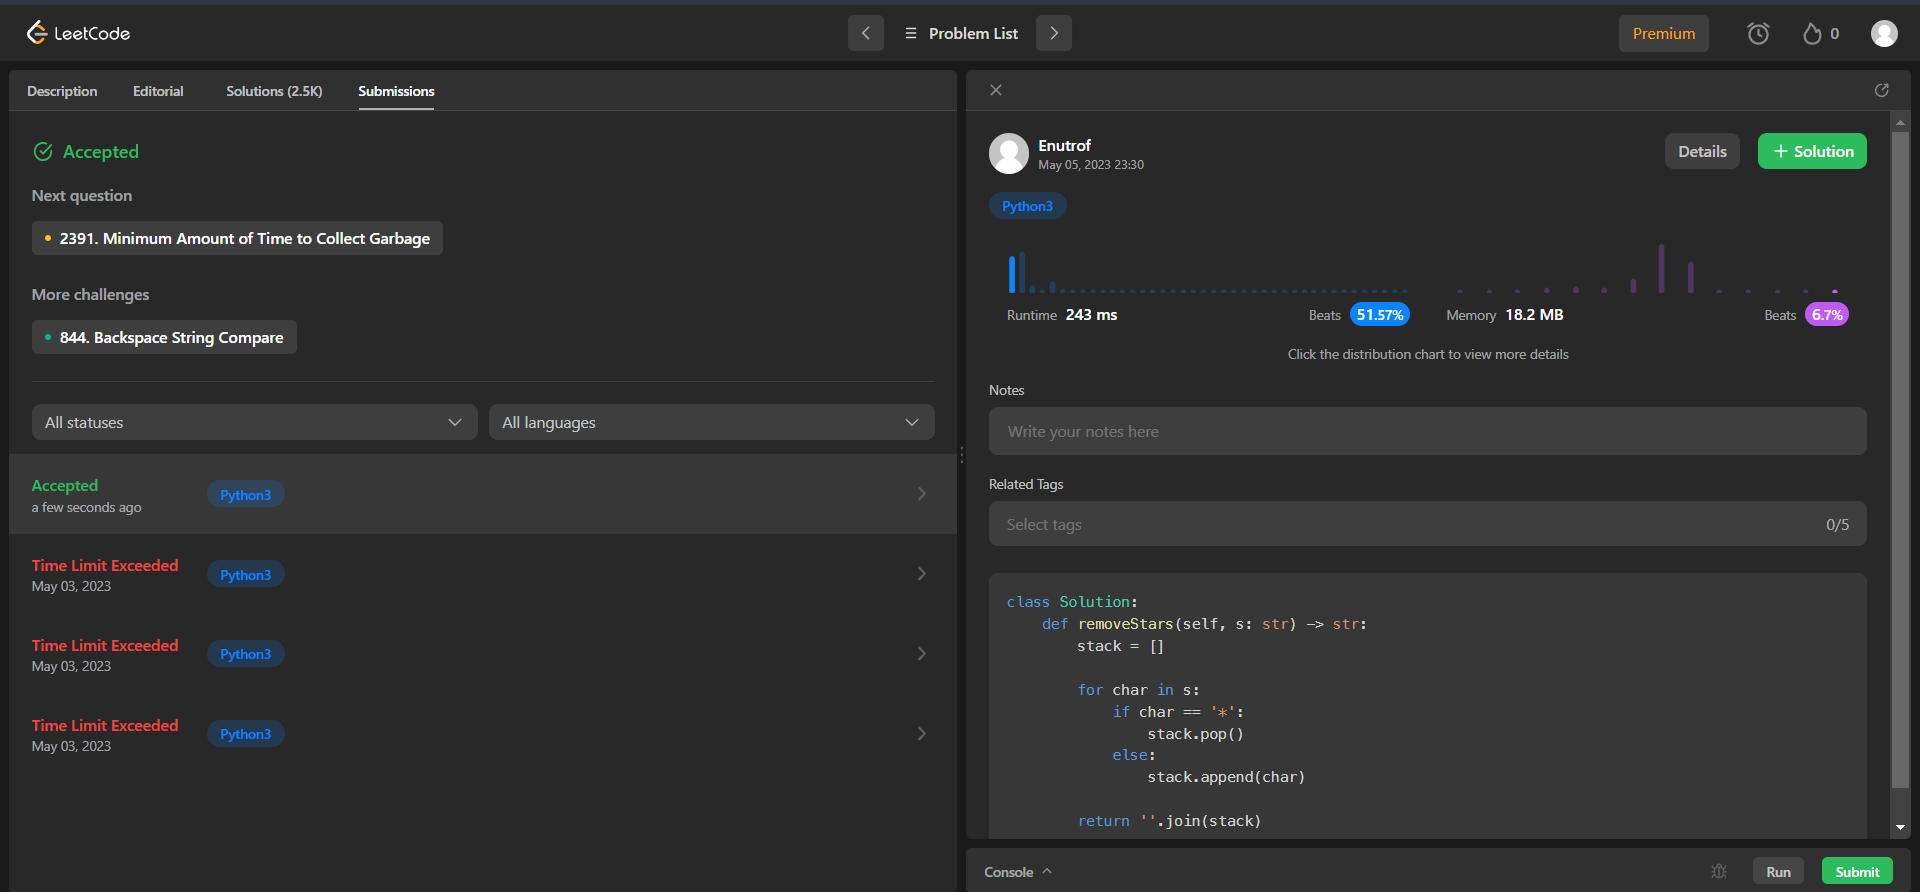 LeetCode
Problem List
Premium
0
Description Editorial Solutions (2.5K) Submissions
Accepted
Next question
2391. Minimum Amount of Time to Collect Garbage
More challenges
844. Backspace String Compare
All statuses All languages
Accepted Python3
a few seconds ago
Time Limit Exceeded Python3
May 03, 2023
Time Limit Exceeded Python3
May 03, 2023
Time Limit Exceeded Python3
May 03, 2023
Enutrof
May 05, 2023 23:30
Details + Solution
Python3
Runtime 243 ms Beats 51.57% Memory 18.2 MB Beats 6.7%
Click the distribution chart to view more details
Notes
Write your notes here
Related Tags
Select tags 0/5
class Solution:
    def removeStars(self, s: str) -> str:
        stack = []
        for char in s:
            if char == '*':
                stack.pop()
            else:
                stack.append(char)
        return ''.join(stack)
Console Run Submit